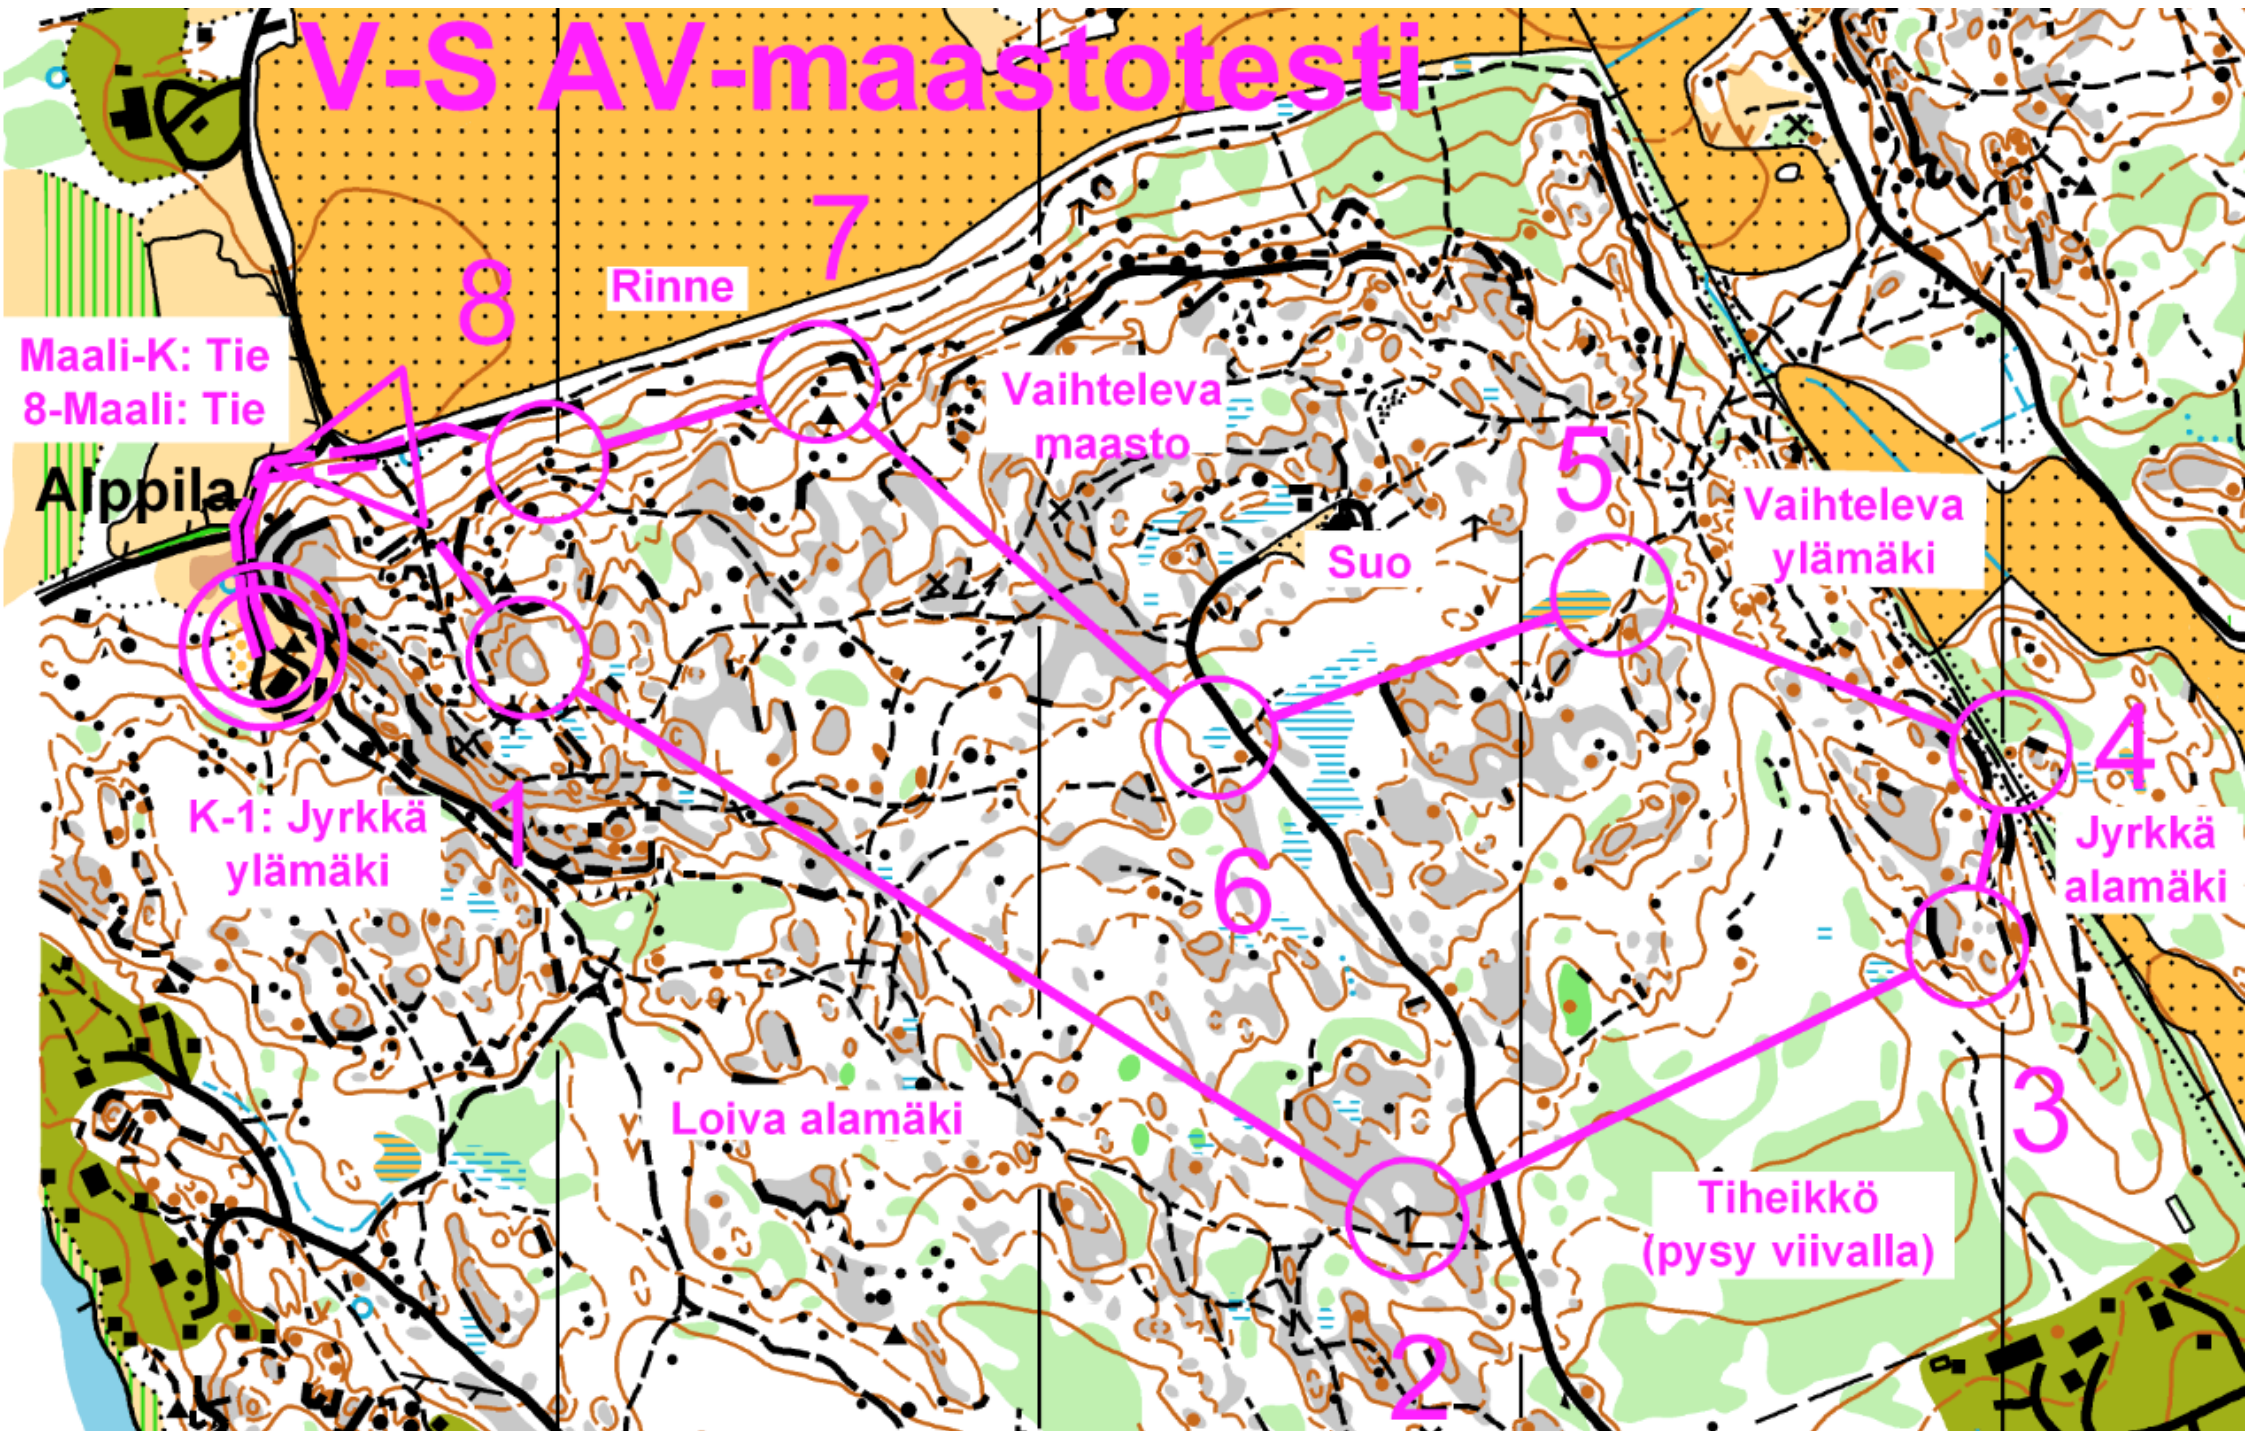 V-S AV-maastotesti
7
8
Rinne
Maali-K: Tie
8-Maali: Tie
Vaihteleva
maasto
5
Alppila
Vaihteleva
ylämäki
Suo
4
K-1: Jyrkkä
ylämäki
1
6
Jyrkkä
alamäki
Loiva alamäki
3
Tiheikkö
(pysy viivalla)
2